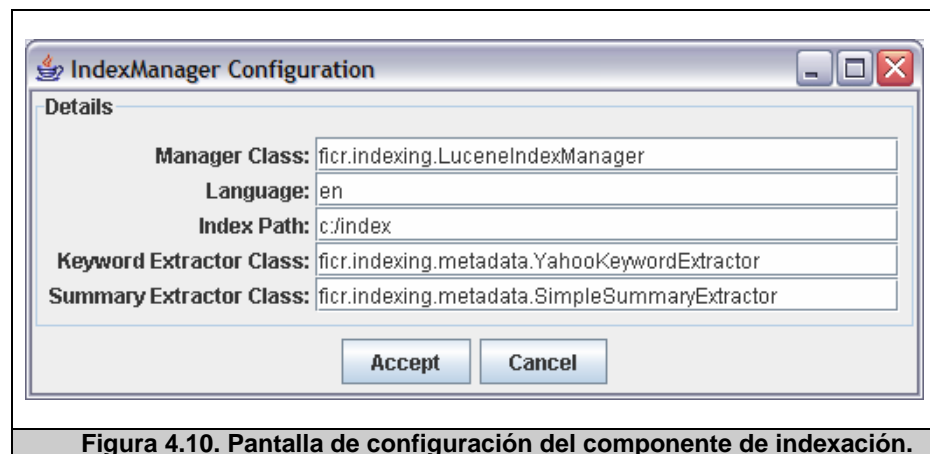 IndexManager Configuration
Details
Manager Class: ficr.indexing.LuceneIndexManager
Language: en
Index Path: c:/index
Keyword Extractor Class: ficr.indexing.metadata.YahooKeywordExtractor
Summary Extractor Class: ficr.indexing.metadata.SimpleSummaryExtractor
Accept Cancel
Figura 4.10. Pantalla de configuración del componente de indexación.